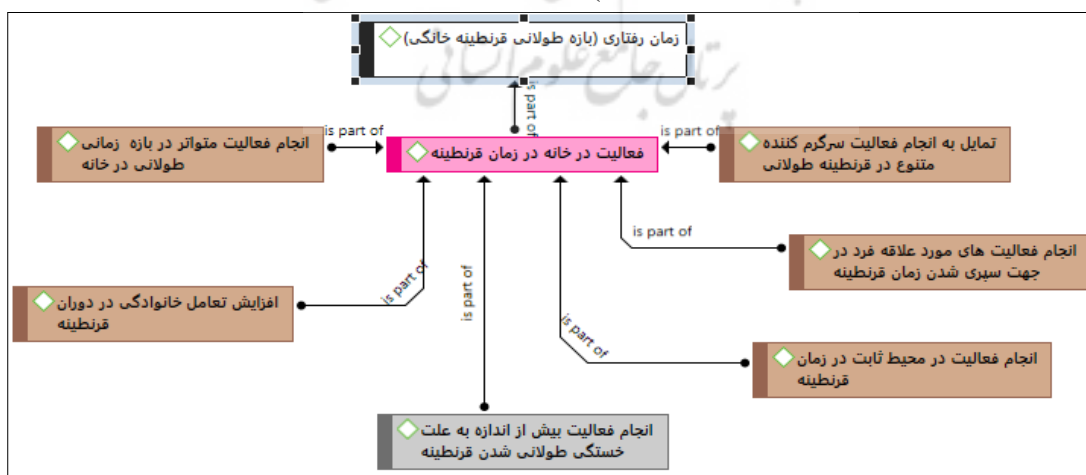 زمان رفتاری (بازه طولانی قرنطینه خانگی)
پرتال جامع علوم انسانی
is part of
انجام فعالیت متواتر در بازه زمانی
طولانی در خانه
is part of
فعالیت در خانه در زمان قرنطینه
is part of
تمایل به انجام فعالیت سرگرم کننده
متنوع در قرنطینه طولانی
is part of
انجام فعالیت های مورد علاقه فرد در
جهت سپری شدن زمان قرنطینه
is part of
افزایش تعامل خانوادگی در دوران
قرنطینه
is part of
is part of
انجام فعالیت در محیط ثابت در زمان
قرنطینه
انجام فعالیت بیش از اندازه به علت
خستگی طولانی شدن قرنطینه